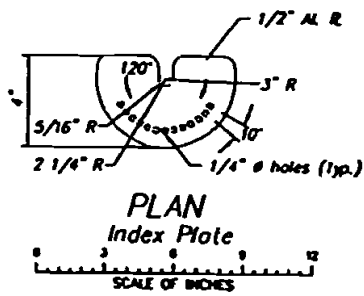 1/2" AL ℞
120°
3" R
4"
5/16" R
10°
2 1/4" R
1/4" ø holes (Typ.)
PLAN
Index Plate
0 3 6 9 12
SCALE OF INCHES